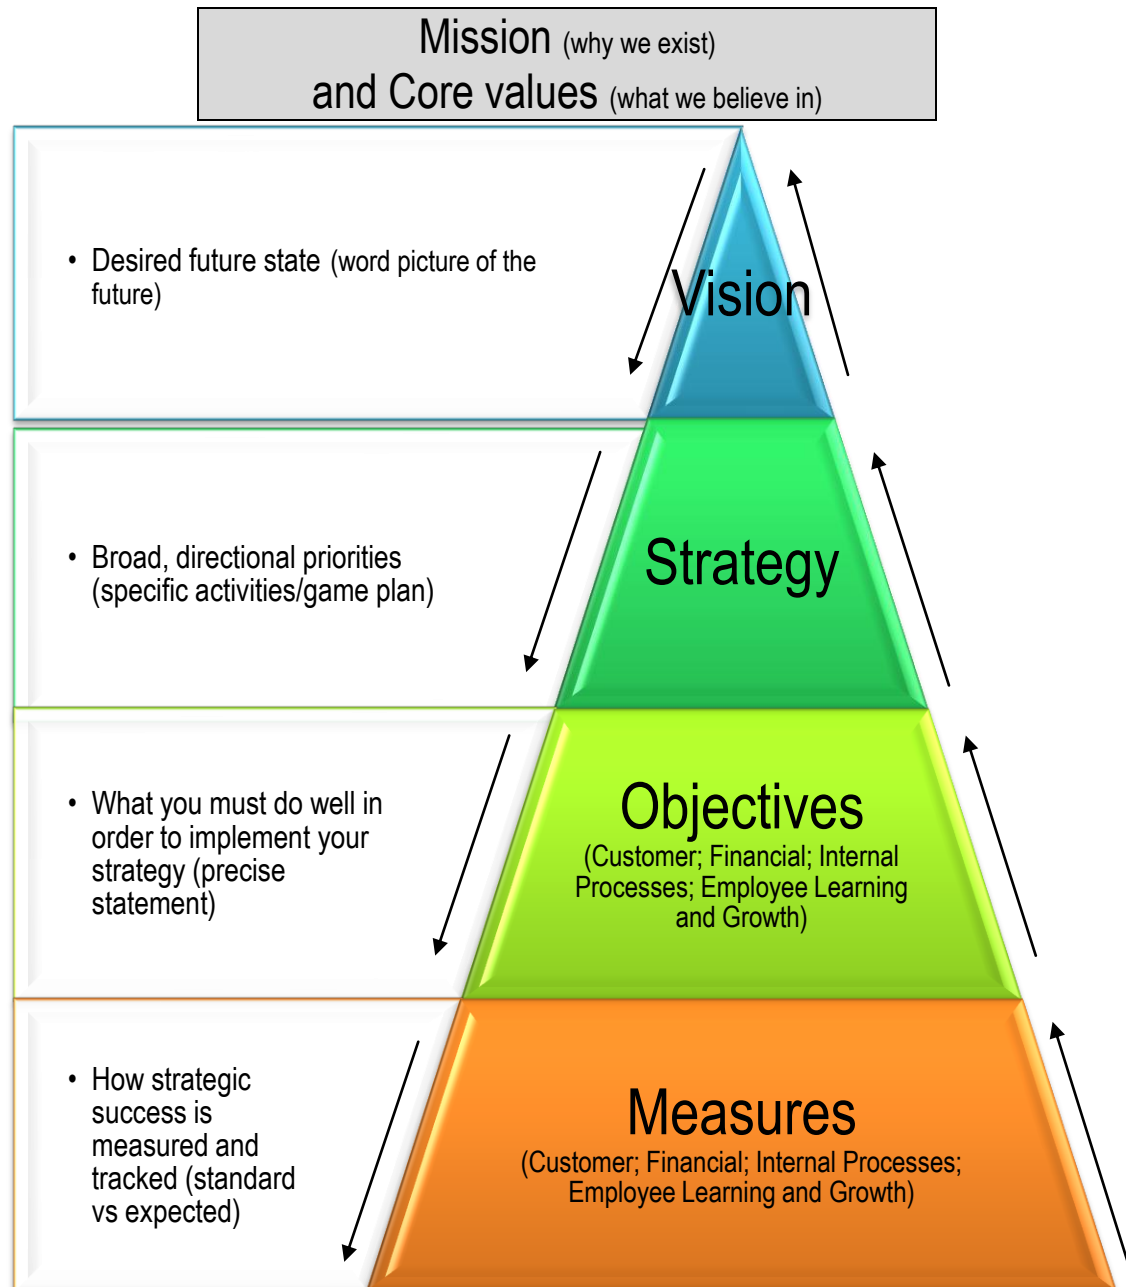 Mission (why we exist)
and Core values (what we believe in)
• Desired future state (word picture of the
future)
Vision
• Broad, directional priorities
(specific activities/game plan)
Strategy
• What you must do well in
order to implement your
strategy (precise
statement)
Objectives
(Customer; Financial; Internal
Processes; Employee Learning
and Growth)
• How strategic
success is
measured and
tracked (standard
vs expected)
Measures
(Customer; Financial; Internal Processes;
Employee Learning and Growth)